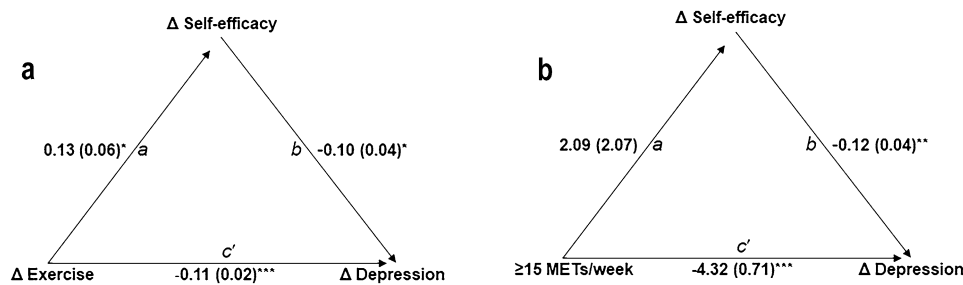 Δ Self-efficacy
a
0.13 (0.06)*
a
b
-0.10 (0.04)*
c'
Δ Exercise
-0.11 (0.02)***
Δ Depression
Δ Self-efficacy
b
2.09 (2.07)
a
b
-0.12 (0.04)**
c'
≥15 METs/week
-4.32 (0.71)***
Δ Depression